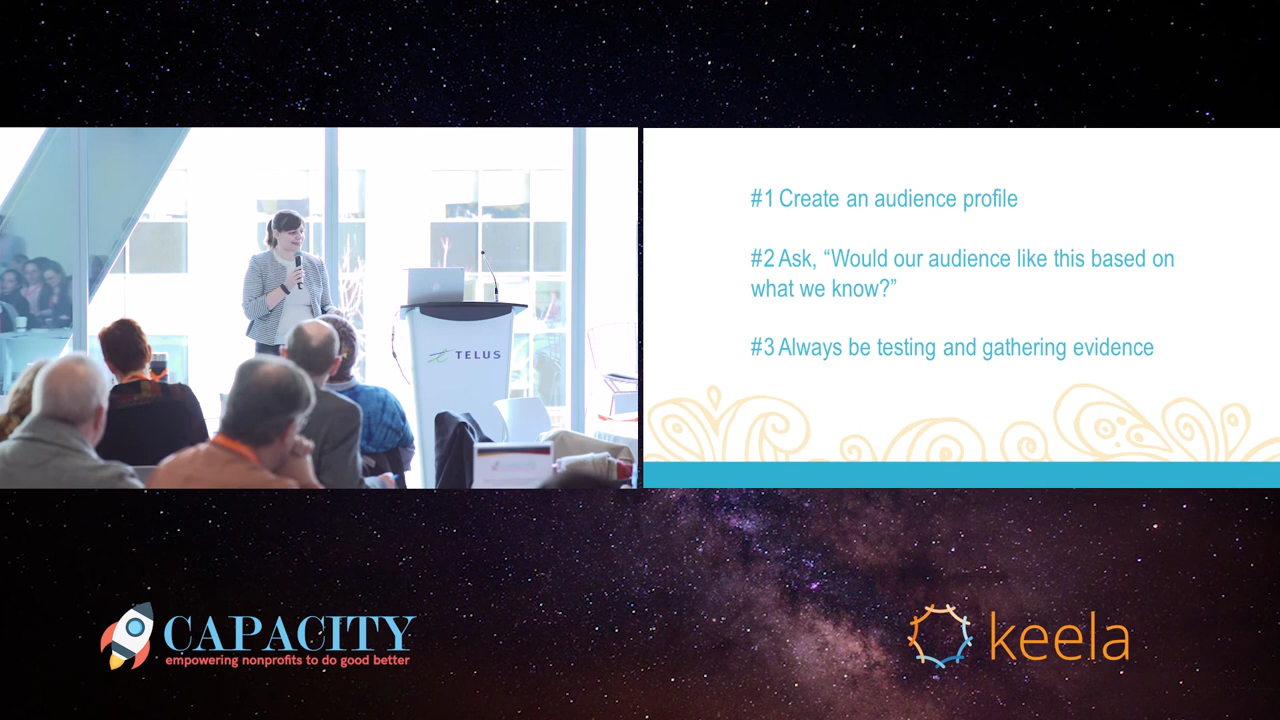 #1 Create an audience profile
#2 Ask, “Would our audience like this based on
what we know?”
#3 Always be testing and gathering evidence
TELUS
CAPACITY
empowering nonprofits to do good better
keela